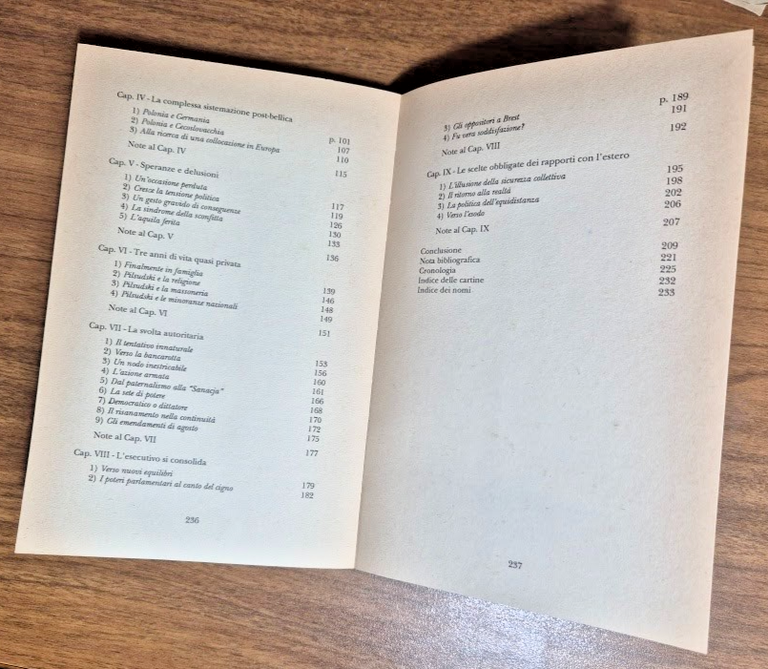 Cap. IV - La complessa sistemazione post-bellica
1) Polonia e Germania p. 101
2) Polonia e Cecoslovacchia 107
3) Alla ricerca di una collocazione in Europa 110
Note al Cap. IV 115
Cap. V - Speranze e delusioni
1) Un'occasione perduta 117
2) Cresce la tensione politica 119
3) Un gesto gravido di conseguenze 126
4) La sindrome della sconfitta 130
5) L'aquila ferita 133
Note al Cap. V 136
Cap. VI - Tre anni di vita quasi privata
1) Finalmente in famiglia 139
2) Pilsudski e la religione 146
3) Pilsudski e la massoneria 148
4) Pilsudski e le minoranze nazionali 149
Note al Cap. VI 151
Cap. VII - La svolta autoritaria
1) Il tentativo innaturale 153
2) Verso la bancarotta 156
3) Un nodo inestricabile 160
4) L'azione armata 161
5) Dal paternalismo alla "Sanacja" 166
6) La sete di potere 168
7) Democratico o dittatore 170
8) Il risanamento nella continuità 172
9) Gli emendamenti di agosto 175
Note al Cap. VII 177
Cap. VIII - L'esecutivo si consolida
1) Verso nuovi equilibri 179
2) I poteri parlamentari al canto del cigno 182
236
3) Gli oppositori a Brest p. 189
4) Fu vera soddisfazione? 191
Note al Cap. VIII 192
Cap. IX - Le scelte obbligate dei rapporti con l'estero
1) L'illusione della sicurezza collettiva 195
2) Il ritorno alla realtà 198
3) La politica dell'equidistanza 202
4) Verso l'esodo 206
Note al Cap. IX 207
Conclusione 209
Nota bibliografica 221
Cronologia 225
Indice delle cartine 232
Indice dei nomi 233
237